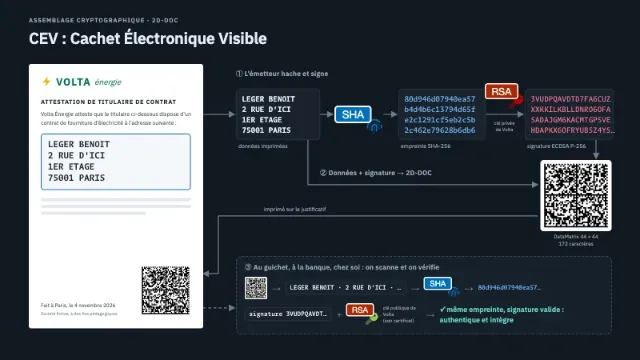 ASSEMBLAGE CRYPTOGRAPHIQUE · 2D-DOC
CEV : Cachet Électronique Visible
VOLTA énergie
ATTESTATION DE TITULAIRE DE CONTRAT
Volta Énergie atteste que le titulaire ci-dessous dispose d'un
contrat de fourniture d'électricité à l'adresse suivante :
LEGER BENOIT
2 RUE D'ICI
1ER ETAGE
75001 PARIS
Fait à Paris, le 4 novembre 2026
① L'émetteur hache et signe
LEGER BENOIT
2 RUE D'ICI
1ER ETAGE
75001 PARIS
données imprimées
SHA
80d946d07940ea57
b4d4b6c13794d65f
e2c1291cf5eb2c5b
2c462e79628b6db6
empreinte SHA-256
RSA
clé privée
de Volta
3VUDPQAVDTD7FA6CUZ
XXKKILKBLLDNRO6OFA
SADAJGM6KACMTGP5VE
HDAPKXGOFRYUB5Z4YS…
signature ECDSA P-256
② Données + signature → 2D-DOC
imprimé sur le justificatif
DataMatrix 44 × 44
173 caractères
③ Au guichet, à la banque, chez soi : on scanne et on vérifie
LEGER BENOIT · 2 RUE D'ICI · …
SHA
80d946d07940ea57…
signature 3VUDPQAVDT…
+
RSA
clé publique de
Volta
(son certificat)
✓ même empreinte, signature valide :
authentique et intègre